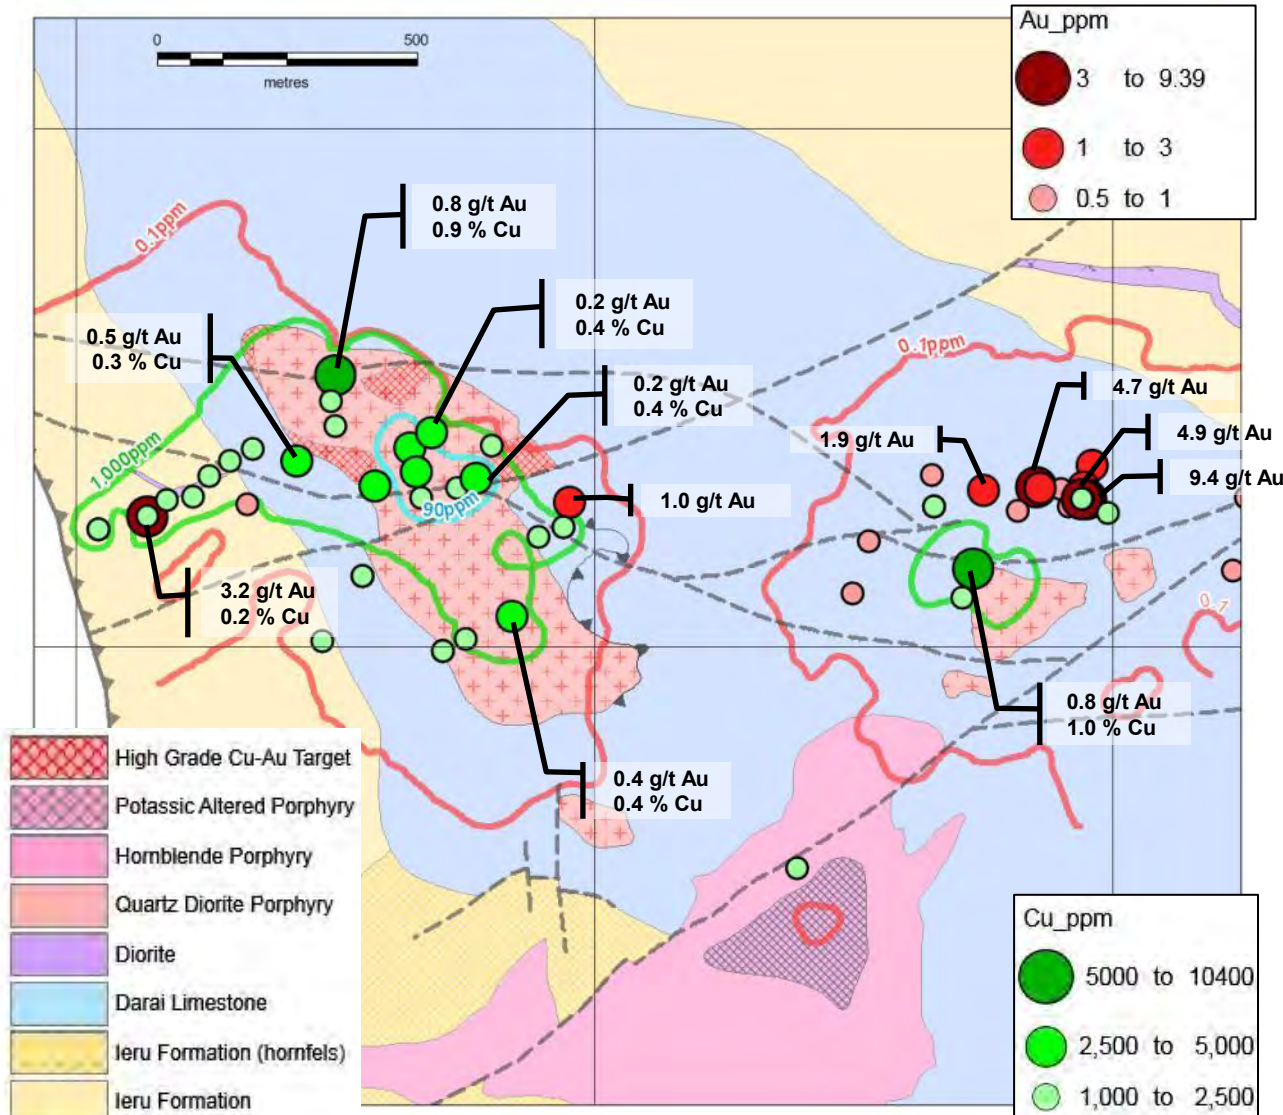 0 500
metres
Au_ppm
3 to 9.39
1 to 3
0.5 to 1
0.1ppm
0.8 g/t Au
0.9 % Cu
0.2 g/t Au
0.4 % Cu
0.5 g/t Au
0.3 % Cu
0.2 g/t Au
0.4 % Cu
0.1ppm
4.7 g/t Au
1.9 g/t Au
4.9 g/t Au
9.4 g/t Au
1,000ppm
90ppm
1.0 g/t Au
3.2 g/t Au
0.2 % Cu
0.1
0.8 g/t Au
1.0 % Cu
0.4 g/t Au
0.4 % Cu
High Grade Cu-Au Target
Potassic Altered Porphyry
Hornblende Porphyry
Quartz Diorite Porphyry
Diorite
Darai Limestone
Ieru Formation (hornfels)
Ieru Formation
Cu_ppm
5000 to 10400
2,500 to 5,000
1,000 to 2,500